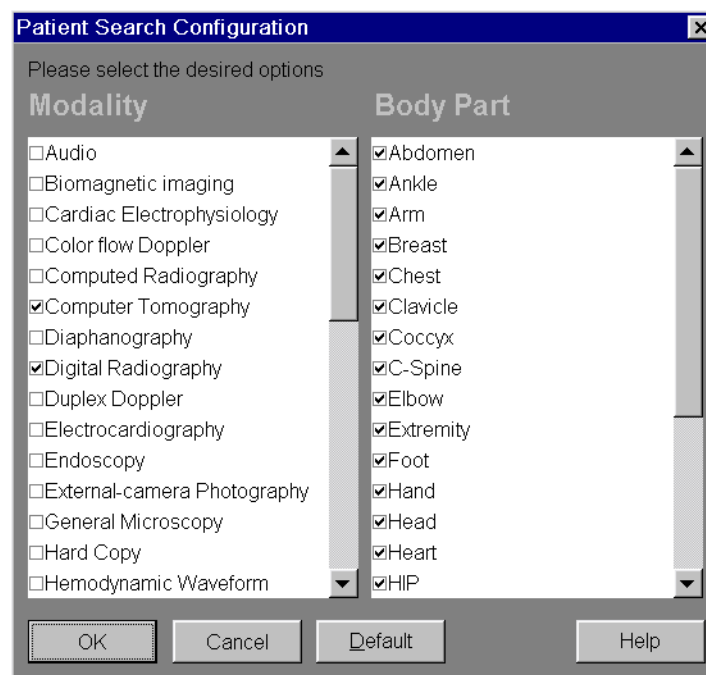 Patient Search Configuration
Please select the desired options
Modality
Body Part
Audio
Biomagnetic imaging
Cardiac Electrophysiology
Color flow Doppler
Computed Radiography
Computer Tomography
Diaphanography
Digital Radiography
Duplex Doppler
Electrocardiography
Endoscopy
External-camera Photography
General Microscopy
Hard Copy
Hemodynamic Waveform
Abdomen
Ankle
Arm
Breast
Chest
Clavicle
Coccyx
C-Spine
Elbow
Extremity
Foot
Hand
Head
Heart
HIP
OK
Cancel
Default
Help